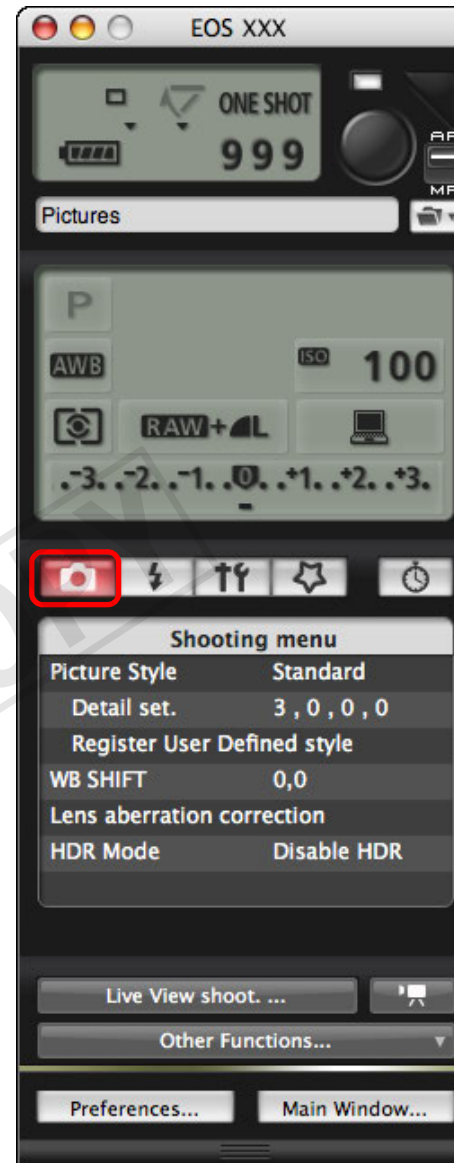 EOS XXX
ONE SHOT
999
AF
MF
Pictures
P
AWB
ISO 100
RAW+L
.-3. .-2. .-1. .0. .+1. .+2. .+3.
Shooting menu
Picture Style Standard
Detail set. 3 , 0 , 0 , 0
Register User Defined style
WB SHIFT 0,0
Lens aberration correction
HDR Mode Disable HDR
Live View shoot. ...
Other Functions...
Preferences... Main Window...